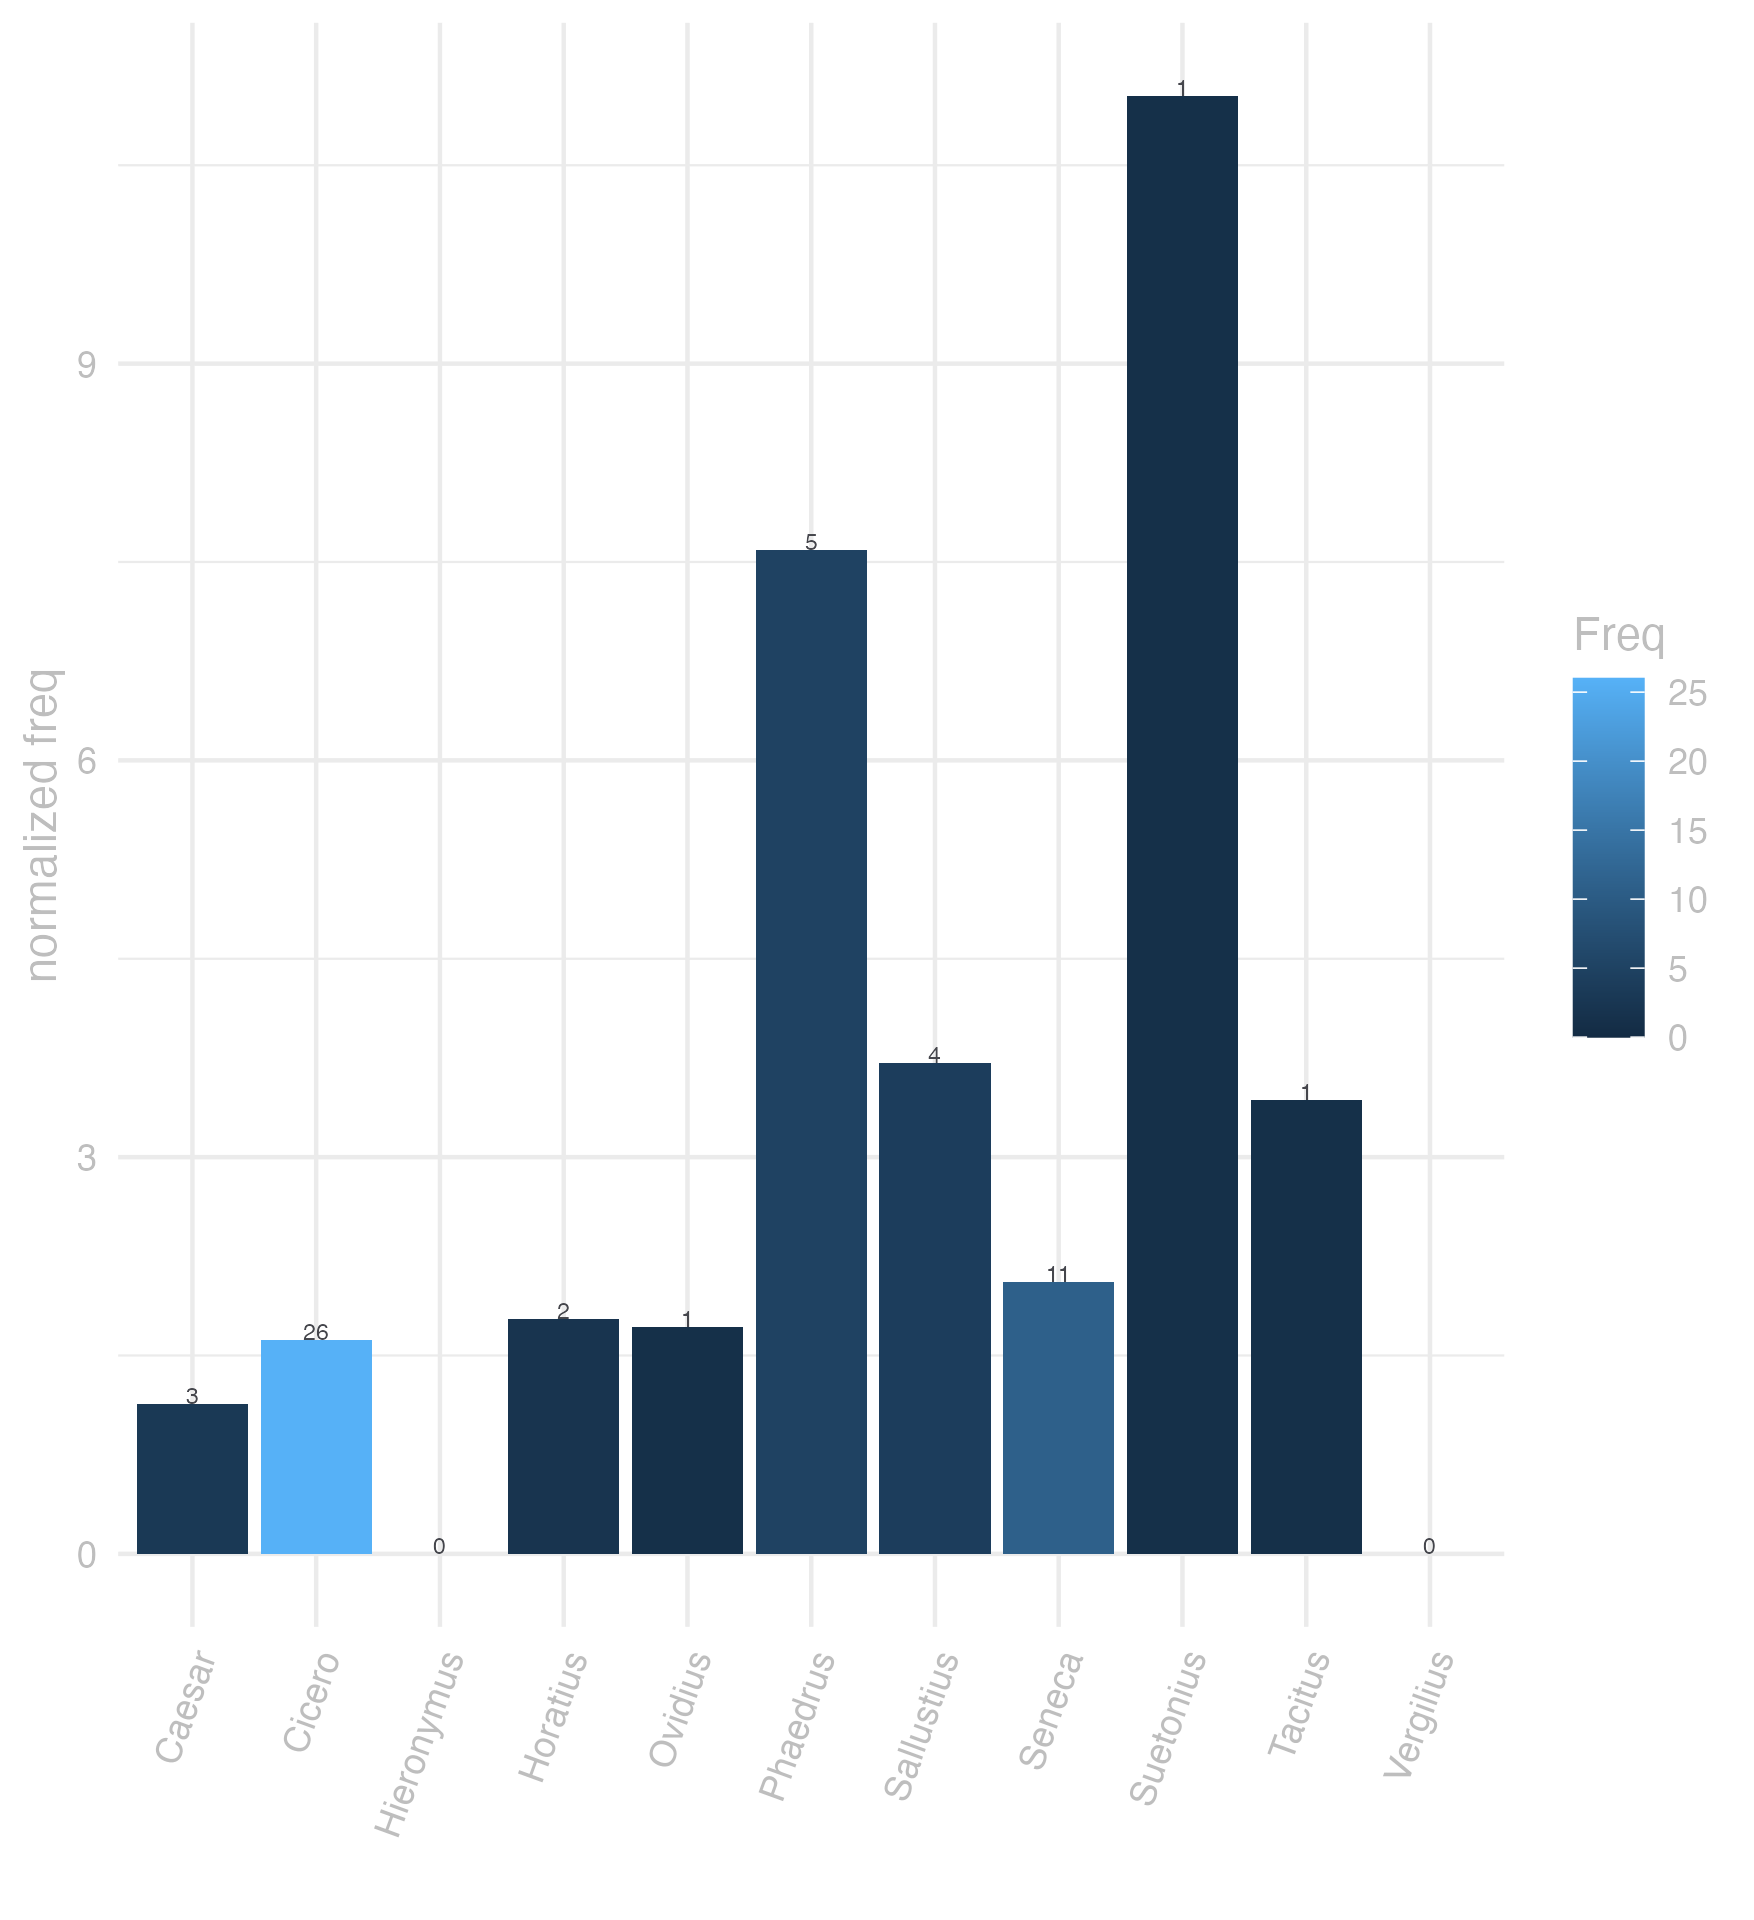 1
9
5
Freq
25
6
20
normalized freq
15
10
5
4
0
1
3
11
2
1
26
3
0
0
0
Caesar
Cicero
Hieronymus
Horatius
Ovidius
Phaedrus
Sallustius
Seneca
Suetonius
Tacitus
Vergilius